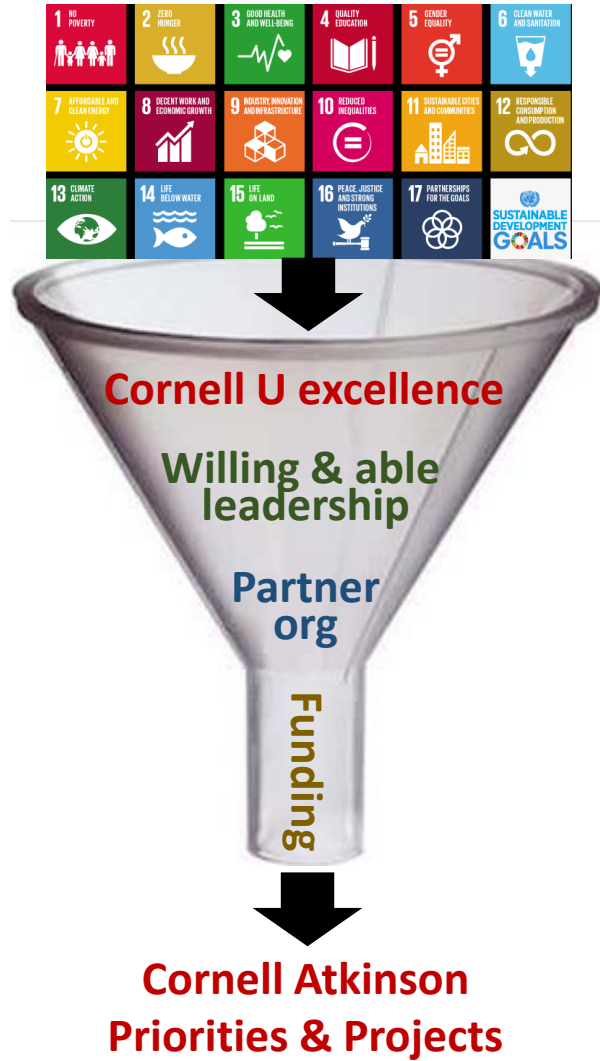 1 NO
POVERTY
2 ZERO
HUNGER
3 GOOD HEALTH
AND WELL-BEING
4 QUALITY
EDUCATION
5 GENDER
EQUALITY
6 CLEAN WATER
AND SANITATION
7 AFFORDABLE AND
CLEAN ENERGY
8 DECENT WORK AND
ECONOMIC GROWTH
9 INDUSTRY, INNOVATION
AND INFRASTRUCTURE
10 REDUCED
INEQUALITIES
11 SUSTAINABLE CITIES
AND COMMUNITIES
12 RESPONSIBLE
CONSUMPTION
AND PRODUCTION
13 CLIMATE
ACTION
14 LIFE
BELOW WATER
15 LIFE
ON LAND
16 PEACE, JUSTICE
AND STRONG
INSTITUTIONS
17 PARTNERSHIPS
FOR THE GOALS
SUSTAINABLE
DEVELOPMENT
GOALS
Cornell U excellence
Willing & able
leadership
Partner
org
Funding
Cornell Atkinson
Priorities & Projects